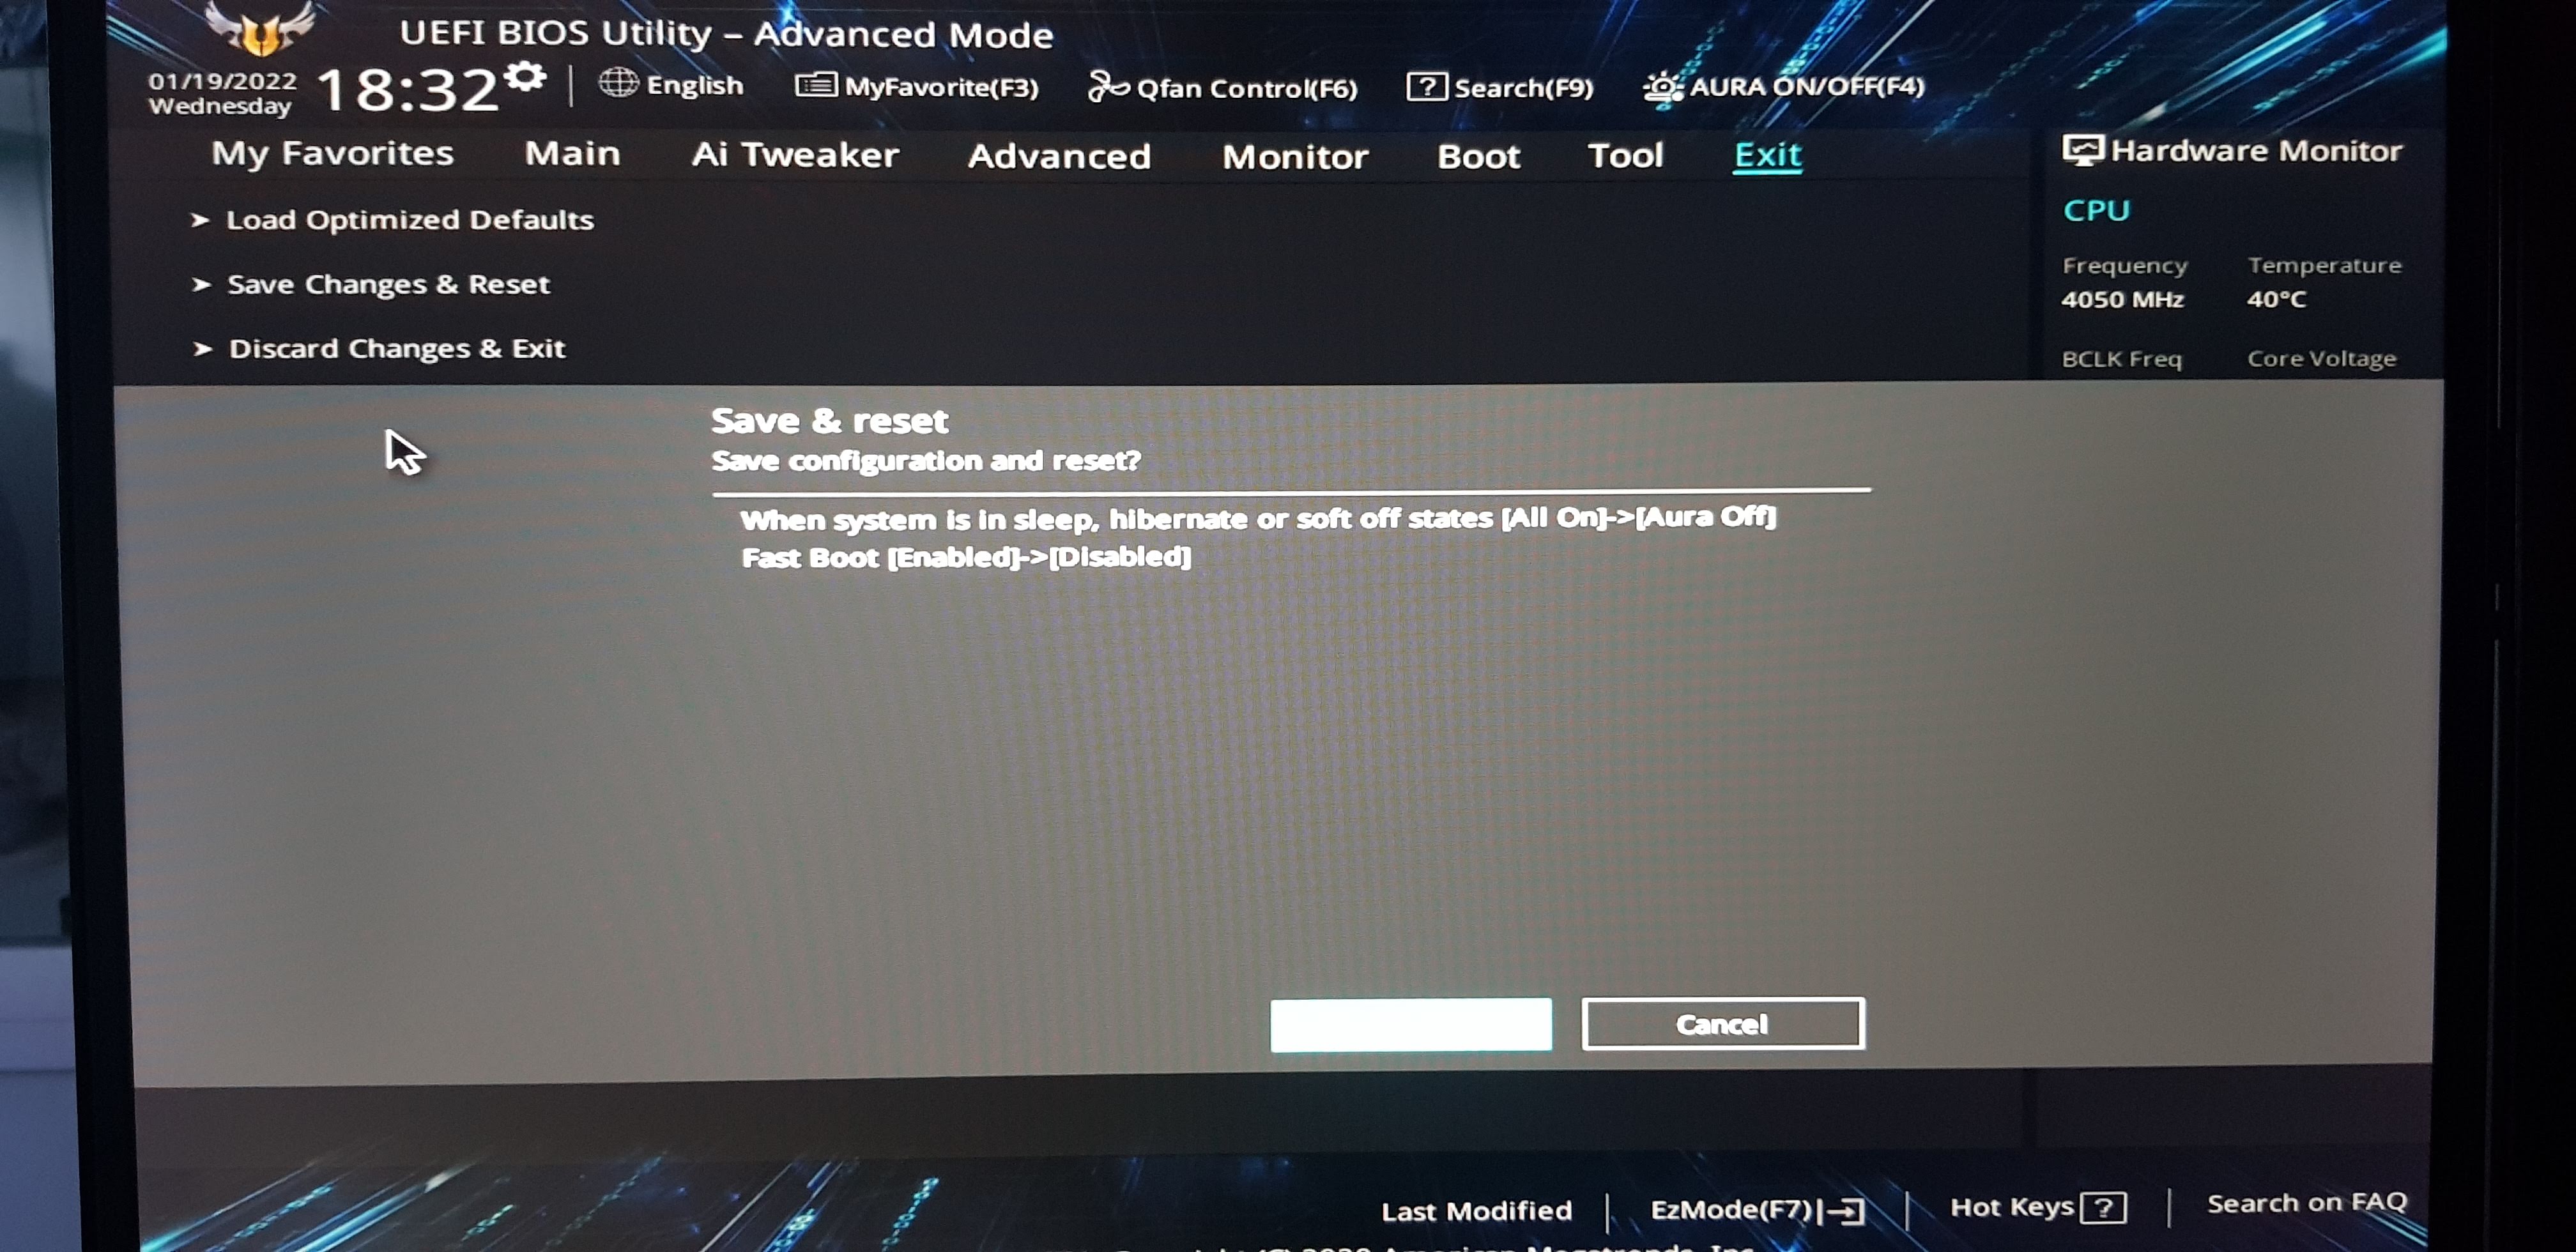 UEFI BIOS Utility – Advanced Mode
01/19/2022
Wednesday
18:32
English
MyFavorite(F3)
Qfan Control(F6)
? Search(F9)
AURA ON/OFF(F4)
My Favorites
Main
Ai Tweaker
Advanced
Monitor
Boot
Tool
Exit
Hardware Monitor
Load Optimized Defaults
Save Changes & Reset
Discard Changes & Exit
CPU
Frequency
Temperature
4050 MHz
40°C
BCLK Freq
Core Voltage
Save & reset
Save configuration and reset?
When system is in sleep, hibernate or soft off states [All On]->[Aura Off]
Fast Boot [Enabled]->[Disabled]
Cancel
Last Modified
EzMode(F7)
Hot Keys ?
Search on FAQ